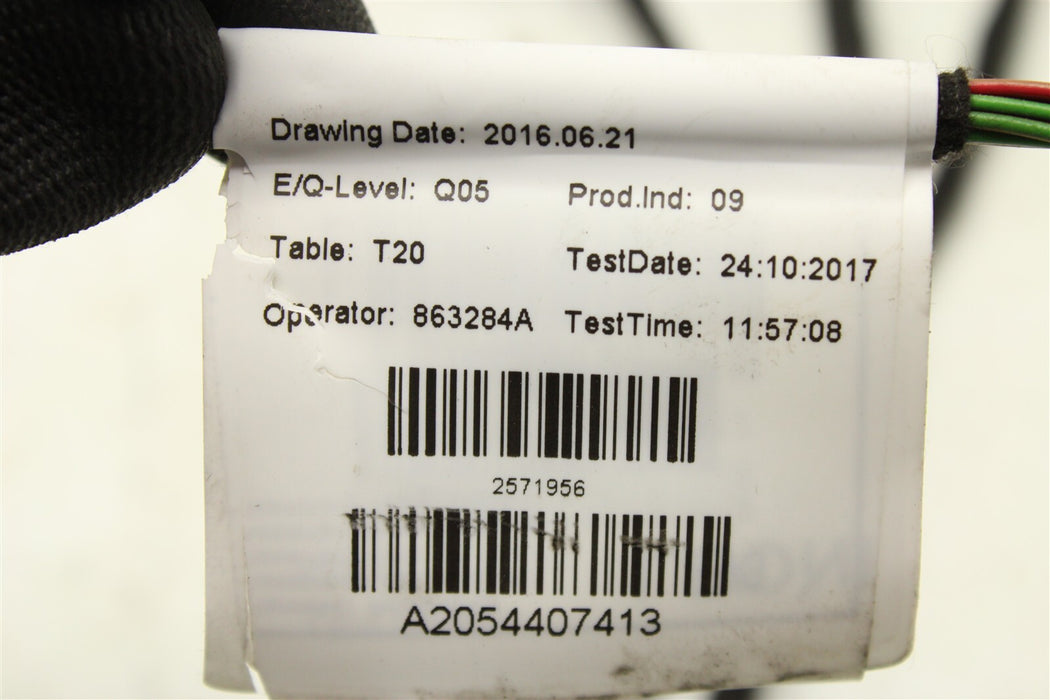 Drawing Date: 2016.06.21
E/Q-Level: Q05 Prod.Ind: 09
Table: T20 TestDate: 24:10:2017
Operator: 863284A TestTime: 11:57:08
2571956
A2054407413